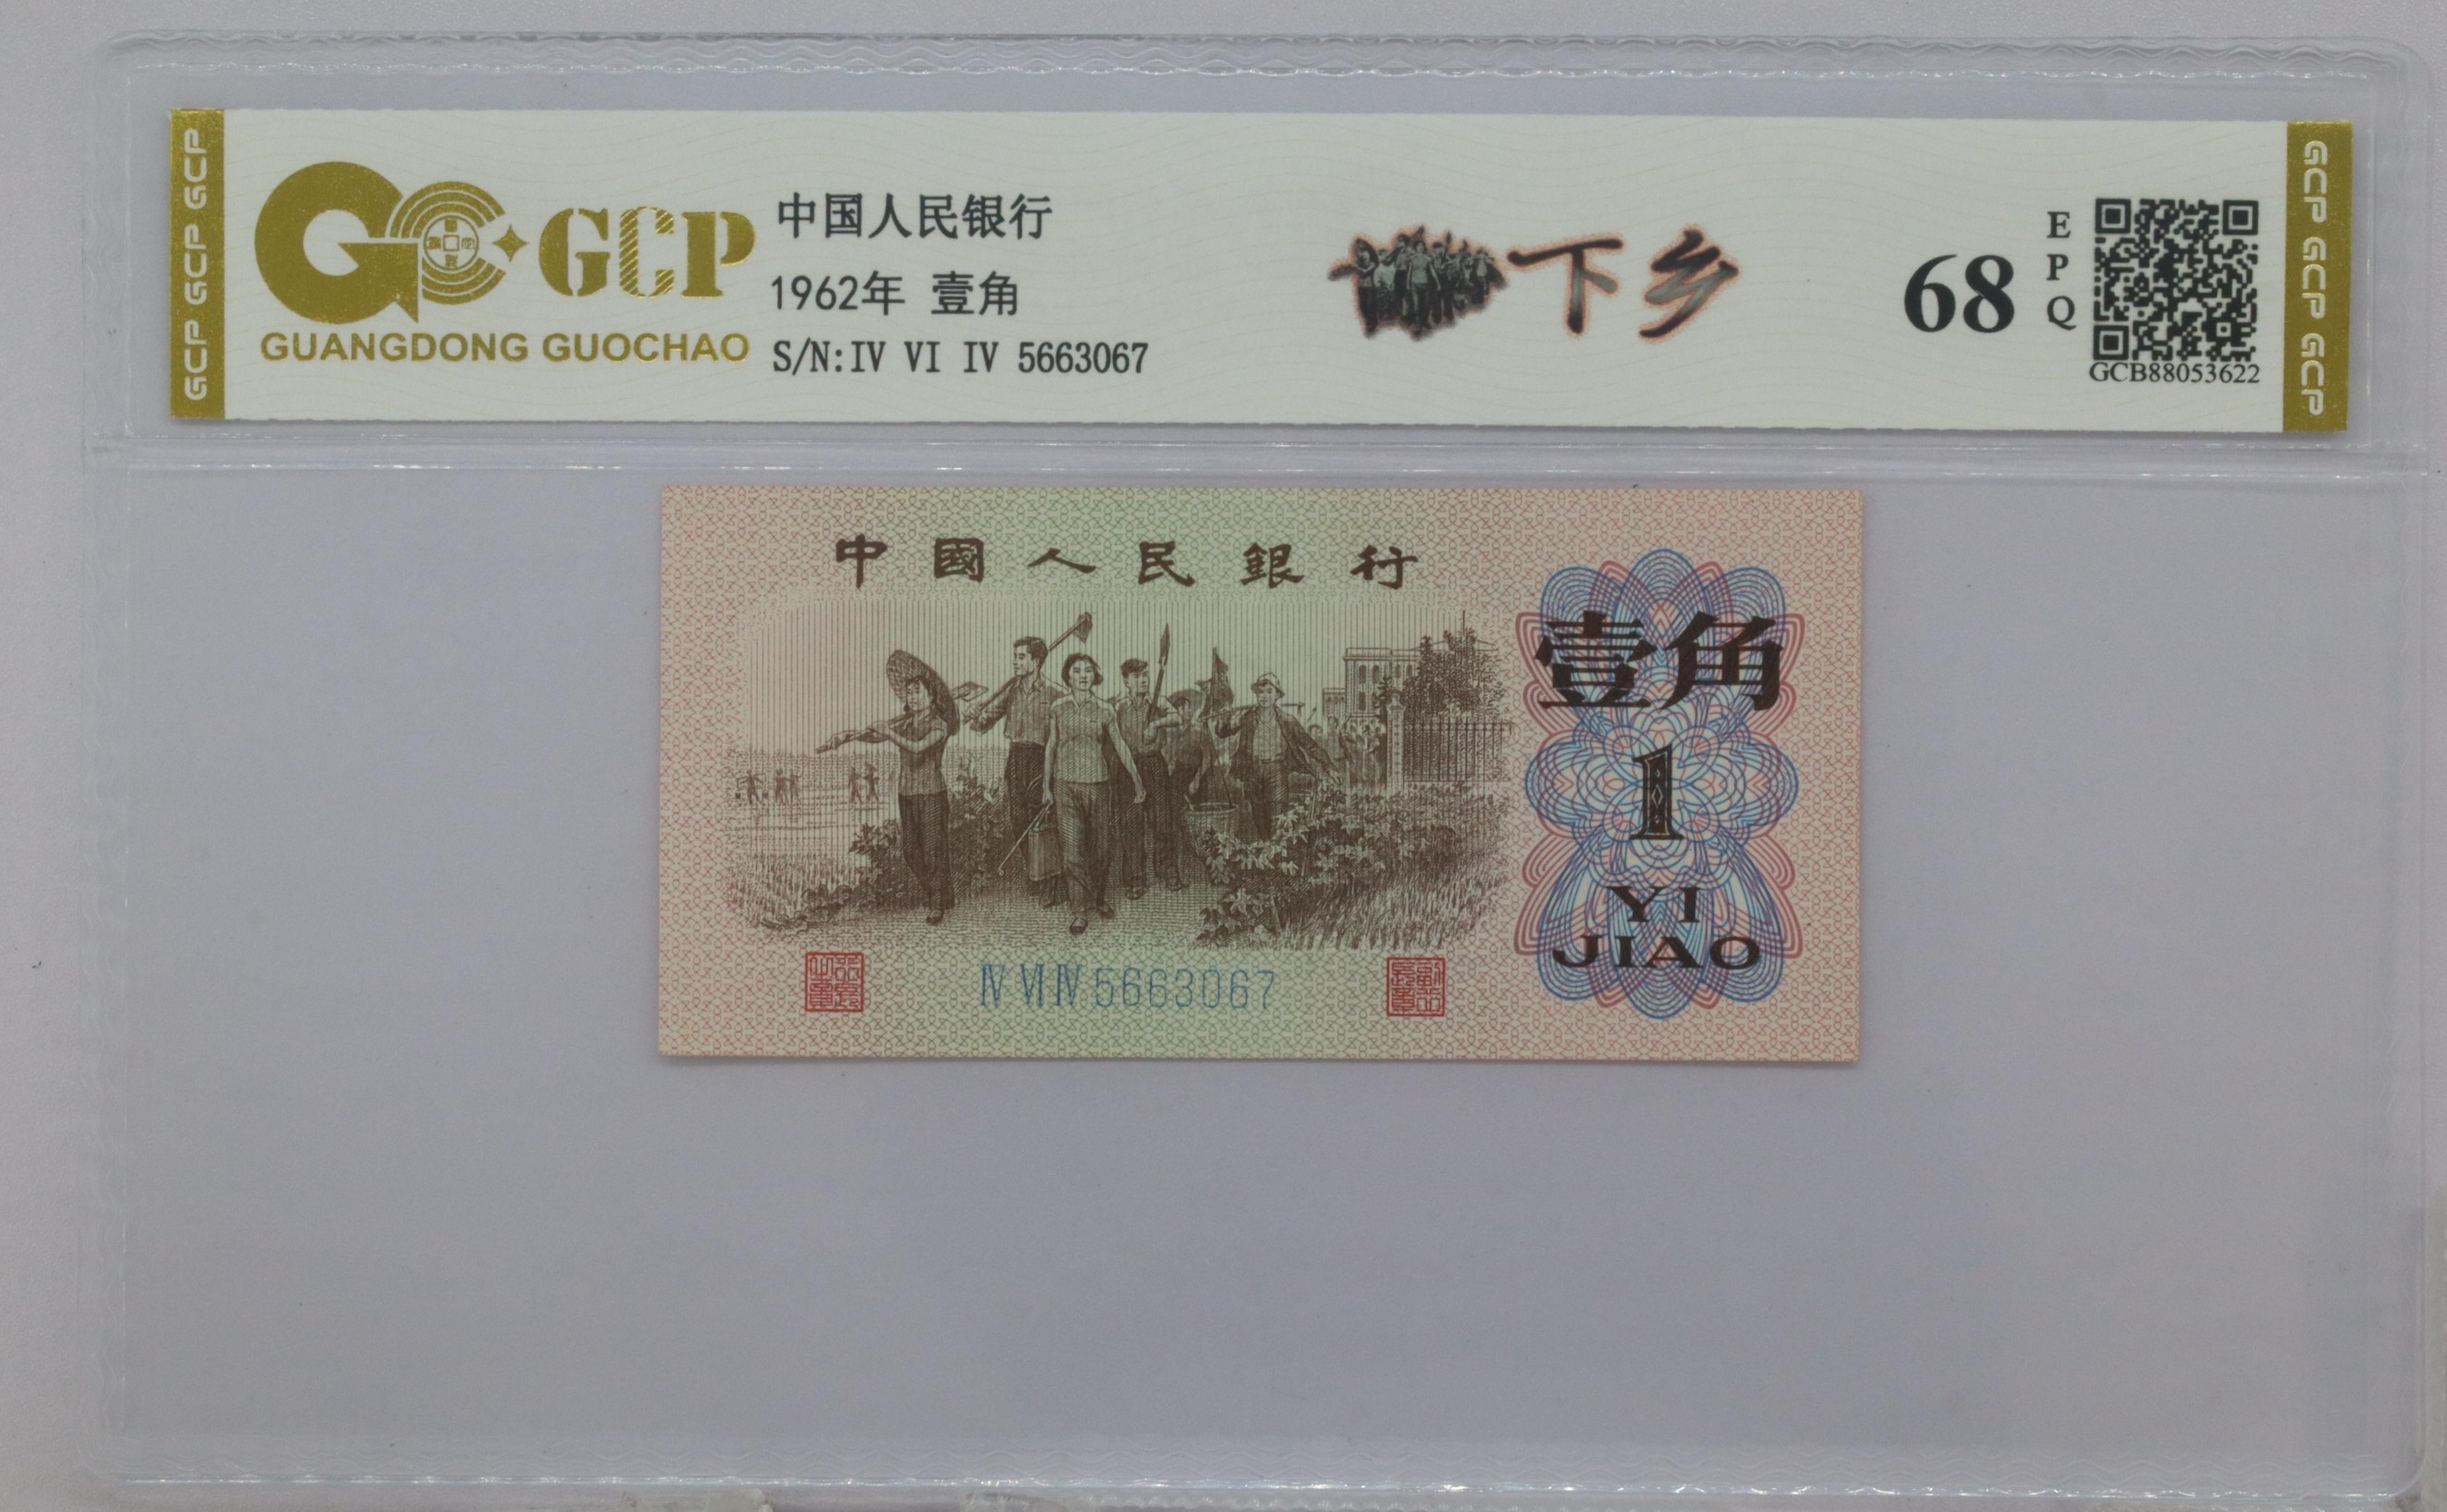 GCP GCP GCP
GCP
GUANGDONG GUOCHAO
中国人民银行
1962年 壹角
S/N:IV VI IV 5663067
下乡
68
EPQ
GCB88053622
GCP GCP GCP
中國人民銀行
壹角
1
YI
JIAO
Ⅳ Ⅵ Ⅳ 5663067